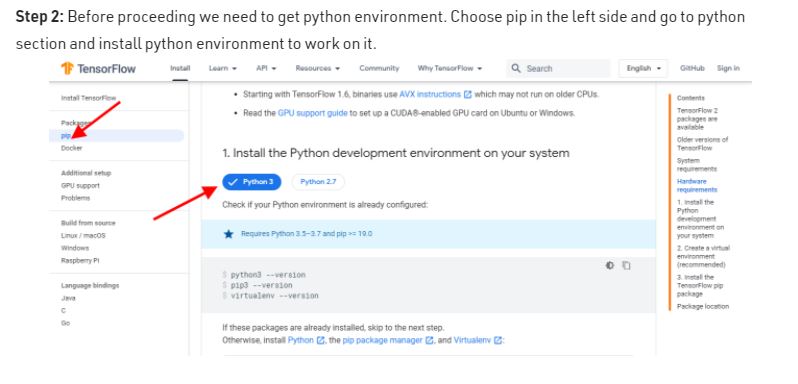 Step 2: Before proceeding we need to get python environment. Choose pip in the left side and go to python
section and install python environment to work on it.
TensorFlow
Install
Learn
API
Resources
Community
Why TensorFlow
Search
English
GitHub
Sign in
Install TensorFlow
Packages
pip
Docker
Additional setup
GPU support
Problems
Build from source
Linux / macOS
Windows
Raspberry Pi
Language bindings
Java
C
Go
• Starting with TensorFlow 1.6, binaries use AVX instructions which may not run on older CPUs.
• Read the GPU support guide to set up a CUDA®-enabled GPU card on Ubuntu or Windows.
1. Install the Python development environment on your system
Python 3
Python 2.7
Check if your Python environment is already configured:
Requires Python 3.5–3.7 and pip >= 19.0
$ python3 --version
$ pip3 --version
$ virtualenv --version
If these packages are already installed, skip to the next step.
Otherwise, install Python, the pip package manager, and Virtualenv:
Contents
TensorFlow 2
packages are
available
Older versions of
TensorFlow
System
requirements
Hardware
requirements
1. Install the
Python
development
environment on
your system
2. Create a virtual
environment
(recommended)
3. Install the
TensorFlow pip
package
Package location